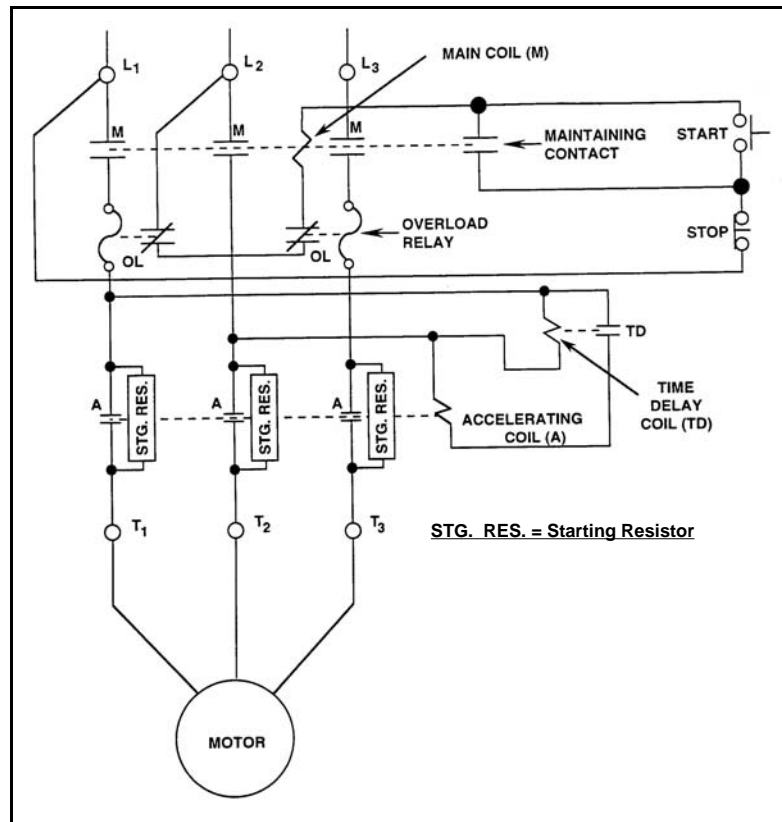 L1
L2
L3
MAIN COIL (M)
M
M
M
MAINTAINING
CONTACT
START
STOP
OL
OL
OVERLOAD
RELAY
TD
TIME
DELAY
COIL (TD)
A
STG. RES.
A
STG. RES.
A
STG. RES.
ACCELERATING
COIL (A)
T1
T2
T3
STG. RES. = Starting Resistor
MOTOR